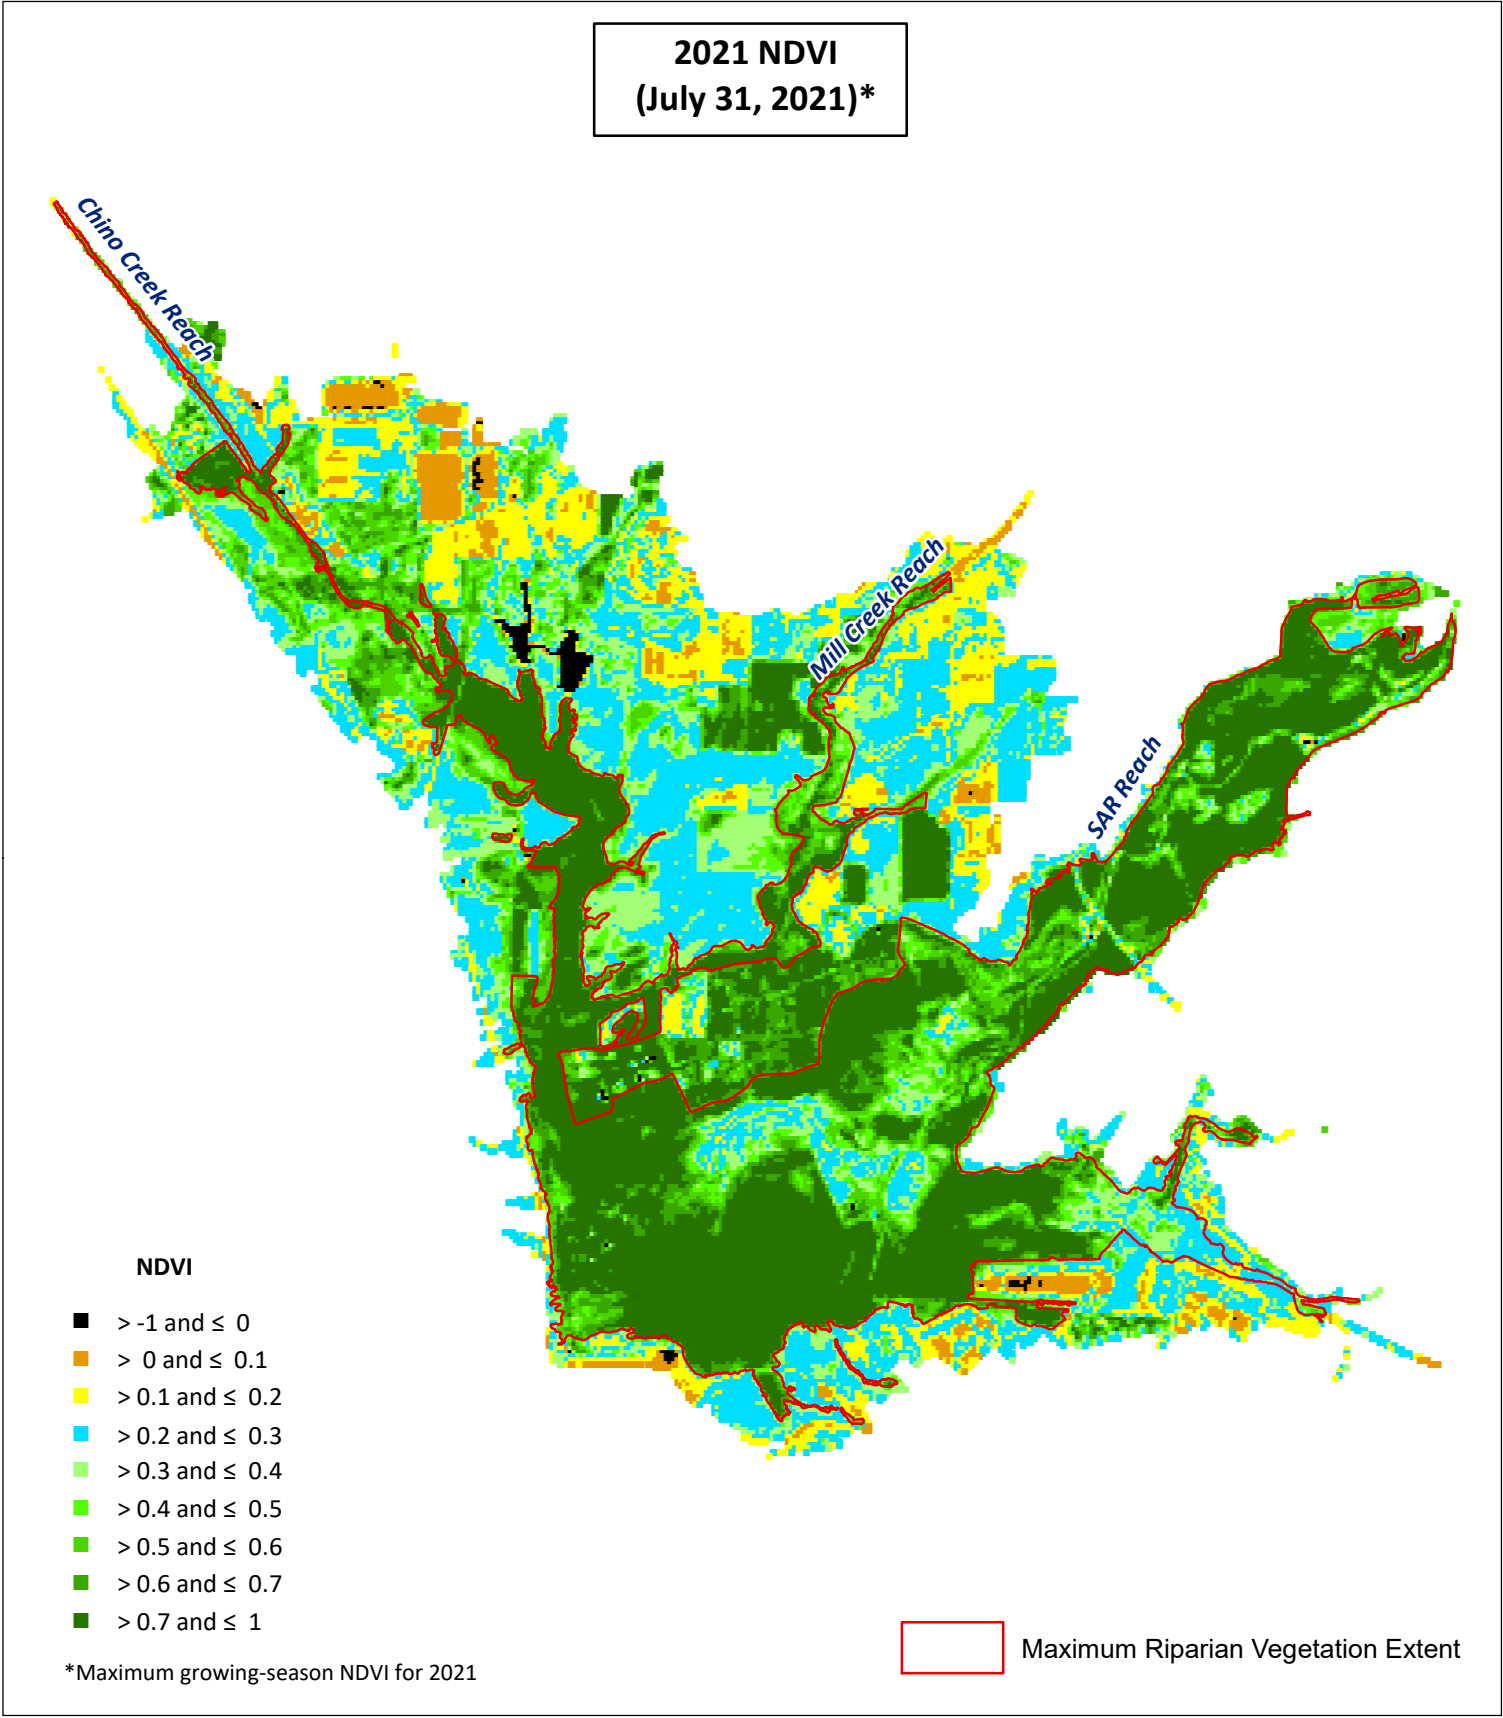 2021 NDVI
(July 31, 2021)*
Chino Creek Reach
Mill Creek Reach
SAR Reach
NDVI
> -1 and ≤ 0
> 0 and ≤ 0.1
> 0.1 and ≤ 0.2
> 0.2 and ≤ 0.3
> 0.3 and ≤ 0.4
> 0.4 and ≤ 0.5
> 0.5 and ≤ 0.6
> 0.6 and ≤ 0.7
> 0.7 and ≤ 1
*Maximum growing-season NDVI for 2021
Maximum Riparian Vegetation Extent